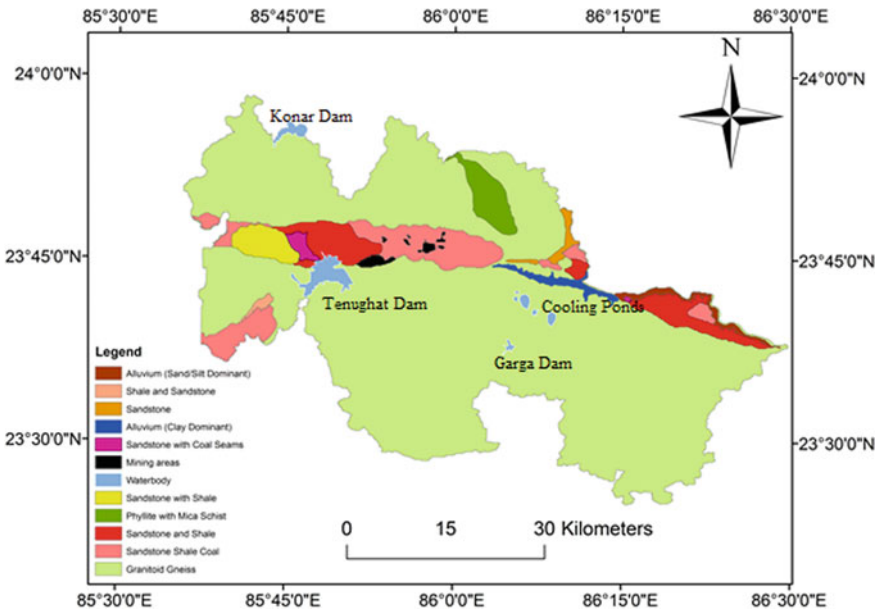 85°30'0"E 85°45'0"E 86°0'0"E 86°15'0"E 86°30'0"E
N
24°0'0"N 24°0'0"N
Konar Dam
23°45'0"N 23°45'0"N
Tenughat Dam
Cooling Ponds
Garga Dam
Legend
Alluvium (Sand/Silt Dominant)
Shale and Sandstone
Sandstone
Alluvium (Clay Dominant)
23°30'0"N 23°30'0"N
Sandstone with Coal Seams
Mining areas
Waterbody
Sandstone with Shale
Phyllite with Mica Schist
Sandstone and Shale
Sandstone Shale Coal
Granitoid Gneiss
0 15 30 Kilometers
85°30'0"E 85°45'0"E 86°0'0"E 86°15'0"E 86°30'0"E